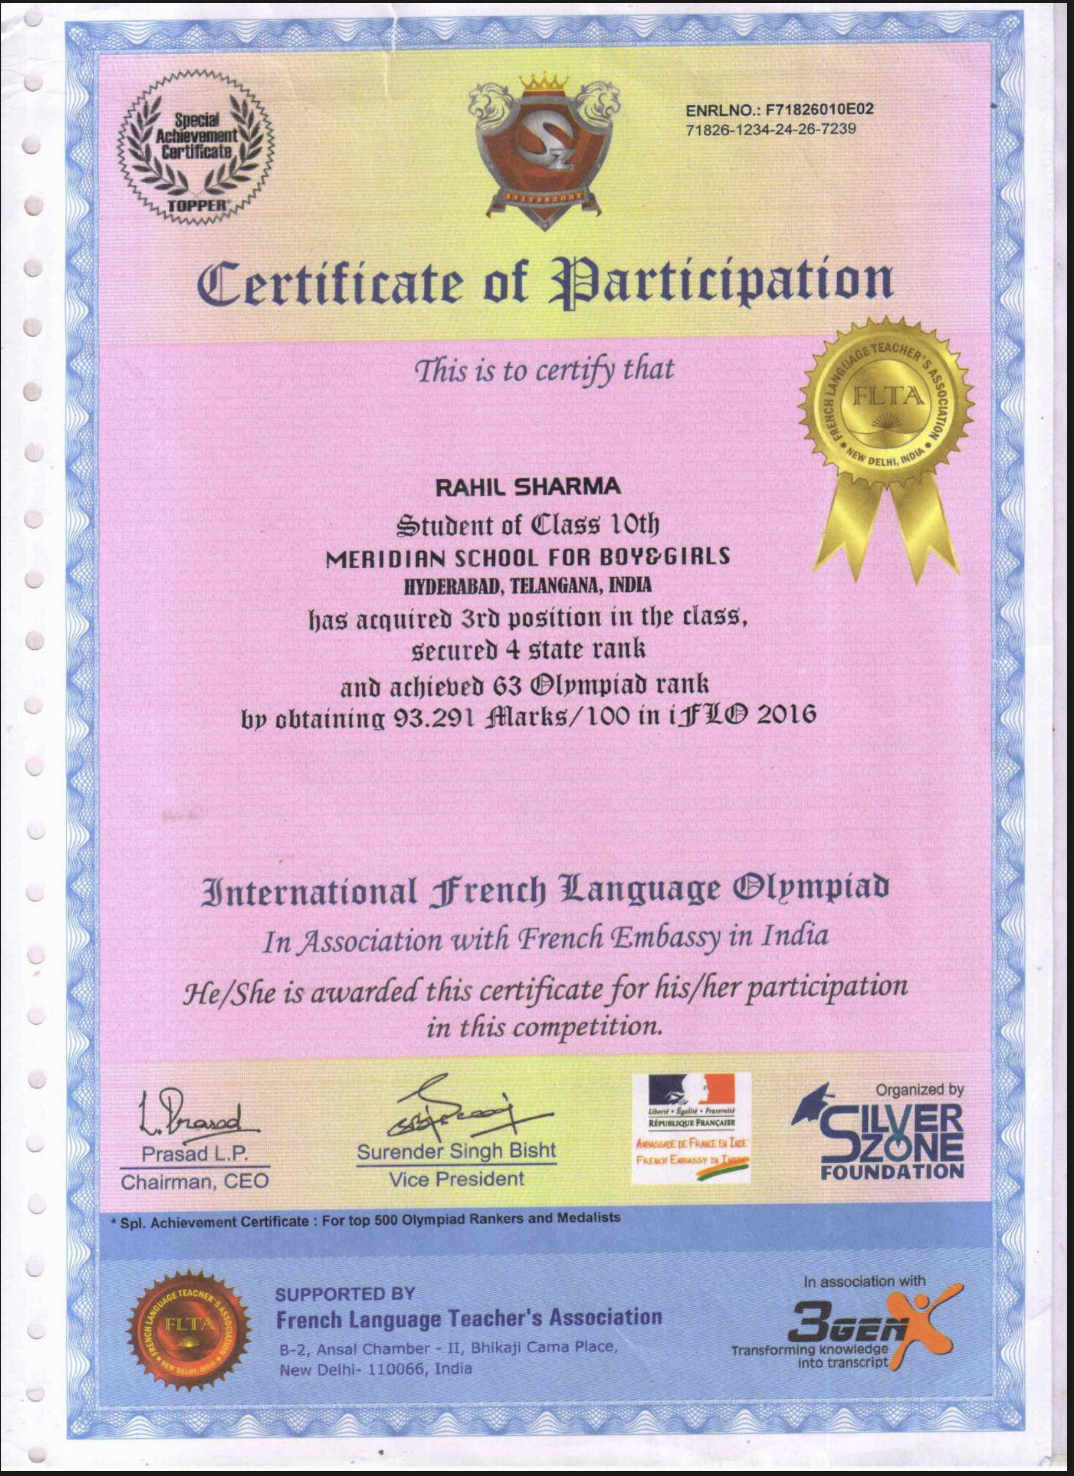 Special
Achievement
Certificate
TOPPER*
SILVERZONE
ENRLNO.: F71826010E02
71826-1234-24-26-7239
Certificate of Participation
This is to certify that
FRENCH LANGUAGE TEACHER'S ASSOCIATION
FLTA
NEW DELHI, INDIA
RAHIL SHARMA
Student of Class 10th
MERIDIAN SCHOOL FOR BOY&GIRLS
HYDERABAD, TELANGANA, INDIA
has acquired 3rd position in the class,
secured 4 state rank
and achieved 63 Olympiad rank
by obtaining 93.291 Marks/100 in iFLO 2016
International French Language Olympiad
In Association with French Embassy in India
He/She is awarded this certificate for his/her participation
in this competition.
L. Prasad
Prasad L.P.
Chairman, CEO
Surender Singh Bisht
Vice President
Liberté • Égalité • Fraternité
RÉPUBLIQUE FRANÇAISE
AMBASSADE DE FRANCE EN INDE
FRENCH EMBASSY IN INDIA
Organized by
SILVER
ZONE
FOUNDATION
* Spl. Achievement Certificate : For top 500 Olympiad Rankers and Medalists
FRENCH LANGUAGE TEACHER'S ASSOCIATION
FLTA
NEW DELHI, INDIA
SUPPORTED BY
French Language Teacher's Association
B-2, Ansal Chamber - II, Bhikaji Cama Place,
New Delhi- 110066, India
In association with
3GENX
Transforming knowledge
into transcript